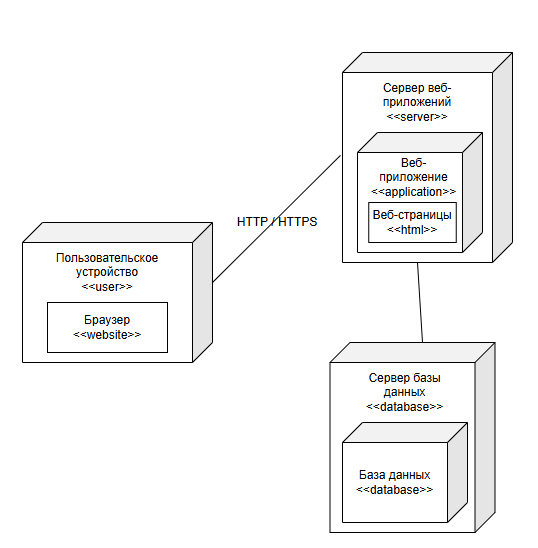 Сервер веб-
приложений
<<server>>
Веб-
приложение
<<application>>
Веб-страницы
<<html>>
HTTP / HTTPS
Пользовательское
устройство
<<user>>
Браузер
<<website>>
Сервер базы
данных
<<database>>
База данных
<<database>>